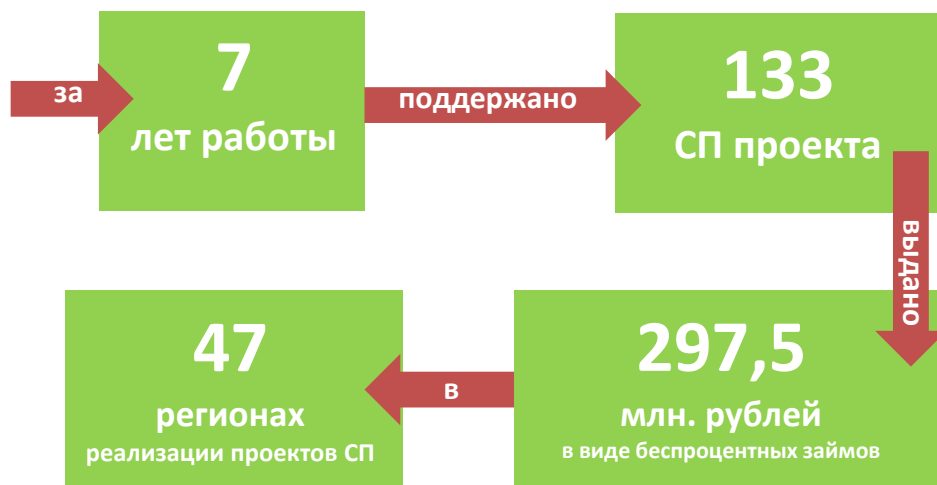 за
7
лет работы
поддержано
133
СП проекта
выдано
297,5
млн. рублей
в виде беспроцентных займов
в
47
регионах
реализации проектов СП